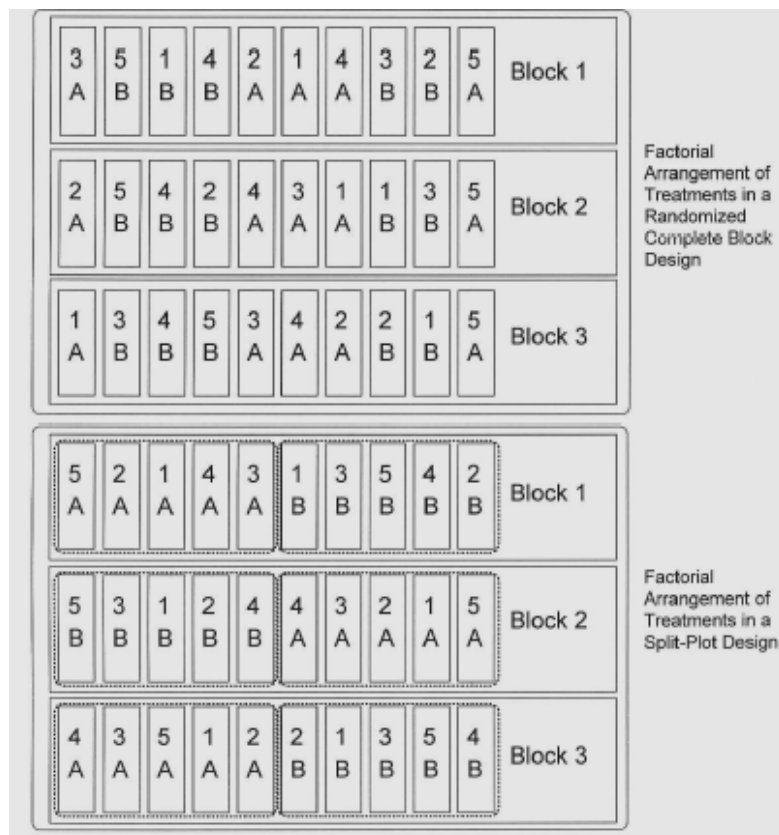 3 5 1 4 2 1 4 3 2 5
A B B B A A A B B A
Block 1
2 5 4 2 4 3 1 1 3 5
A B B B A A A B B A
Block 2
1 3 4 5 3 4 2 2 1 5
A B B B A A A B B A
Block 3
Factorial
Arrangement of
Treatments in a
Randomized
Complete Block
Design
5 2 1 4 3 1 3 5 4 2
A A A A A B B B B B
Block 1
5 3 1 2 4 4 3 2 1 5
B B B B B A A A A A
Block 2
4 3 5 1 2 2 1 3 5 4
A A A A A B B B B B
Block 3
Factorial
Arrangement of
Treatments in a
Split-Plot Design